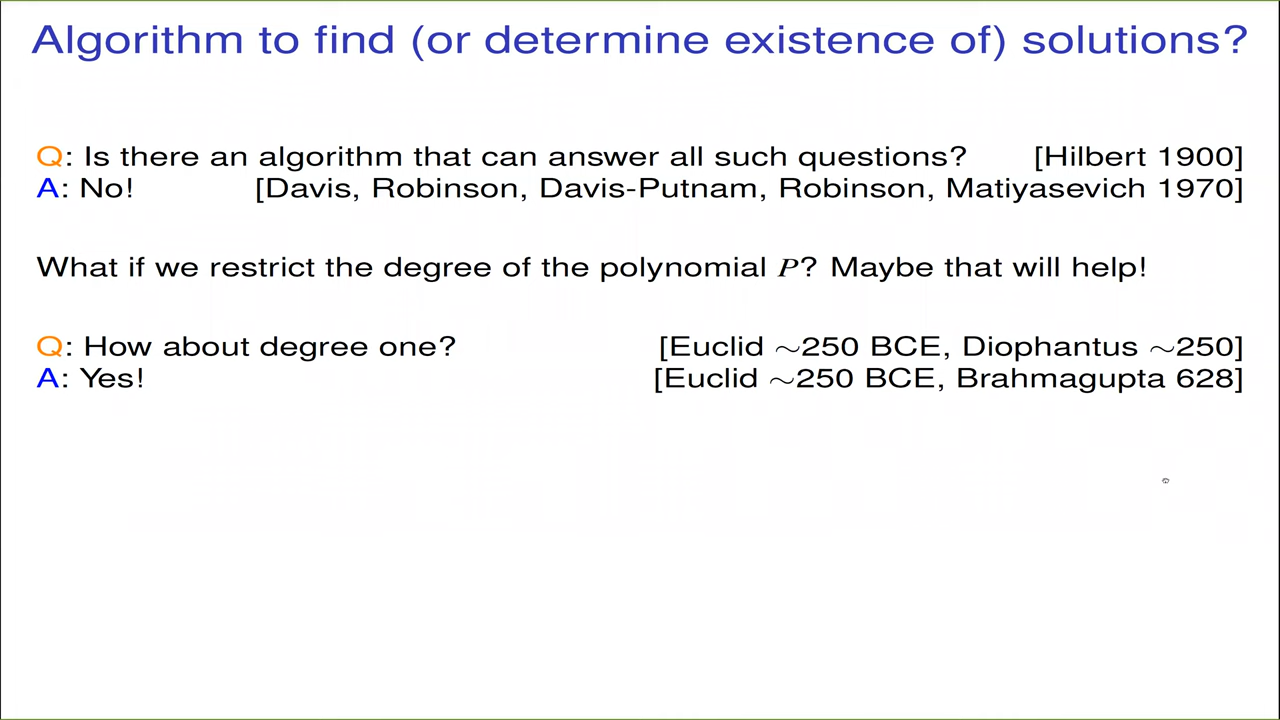 Algorithm to find (or determine existence of) solutions?
Q: Is there an algorithm that can answer all such questions? [Hilbert 1900]
A: No! [Davis, Robinson, Davis-Putnam, Robinson, Matiyasevich 1970]
What if we restrict the degree of the polynomial P? Maybe that will help!
Q: How about degree one? [Euclid ∼250 BCE, Diophantus ∼250]
A: Yes! [Euclid ∼250 BCE, Brahmagupta 628]